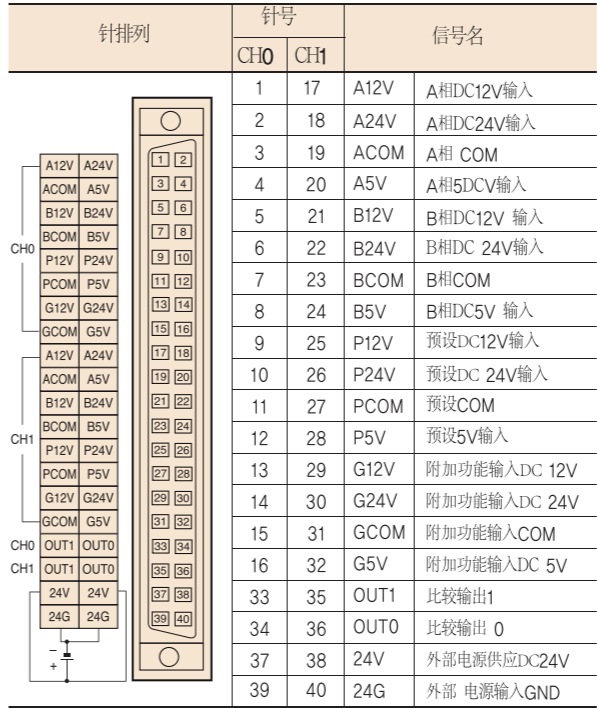 针排列 针号 信号名
CH0 CH1
1 17 A12V A相DC12V输入
2 18 A24V A相DC24V输入
3 19 ACOM A相 COM
4 20 A5V A相5DCV输入
5 21 B12V B相DC12V 输入
6 22 B24V B相DC 24V输入
7 23 BCOM B相COM
8 24 B5V B相DC5V 输入
9 25 P12V 预设DC12V输入
10 26 P24V 预设DC 24V输入
11 27 PCOM 预设COM
12 28 P5V 预设5V输入
13 29 G12V 附加功能输入DC 12V
14 30 G24V 附加功能输入DC 24V
15 31 GCOM 附加功能输入COM
16 32 G5V 附加功能输入DC 5V
33 35 OUT1 比较输出1
34 36 OUT0 比较输出 0
37 38 24V 外部电源供应DC24V
39 40 24G 外部 电源输入GND
CH0
A12V A24V 1 2
ACOM A5V 3 4
B12V B24V 5 6
BCOM B5V 7 8
P12V P24V 9 10
PCOM P5V 11 12
G12V G24V 13 14
GCOM G5V 15 16
CH1
A12V A24V 17 18
ACOM A5V 19 20
B12V B24V 21 22
BCOM B5V 23 24
P12V P24V 25 26
PCOM P5V 27 28
G12V G24V 29 30
GCOM G5V 31 32
CH0 OUT1 OUT0 33 34
CH1 OUT1 OUT0 35 36
24V 24V 37 38
24G 24G 39 40
−
+